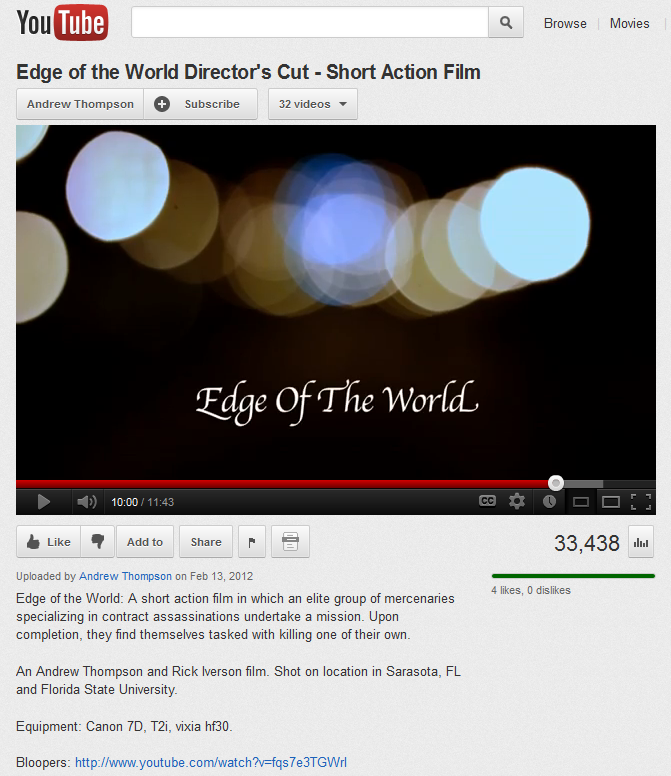 YouTube
Browse
Movies
Edge of the World Director's Cut - Short Action Film
Andrew Thompson
Subscribe
32 videos
Edge Of The World
10:00 / 11:43
CC
Like
Add to
Share
33,438
Uploaded by Andrew Thompson on Feb 13, 2012
4 likes, 0 dislikes
Edge of the World: A short action film in which an elite group of mercenaries
specializing in contract assassinations undertake a mission. Upon
completion, they find themselves tasked with killing one of their own.
An Andrew Thompson and Rick Iverson film. Shot on location in Sarasota, FL
and Florida State University.
Equipment: Canon 7D, T2i, vixia hf30.
Bloopers: http://www.youtube.com/watch?v=fqs7e3TGWrI